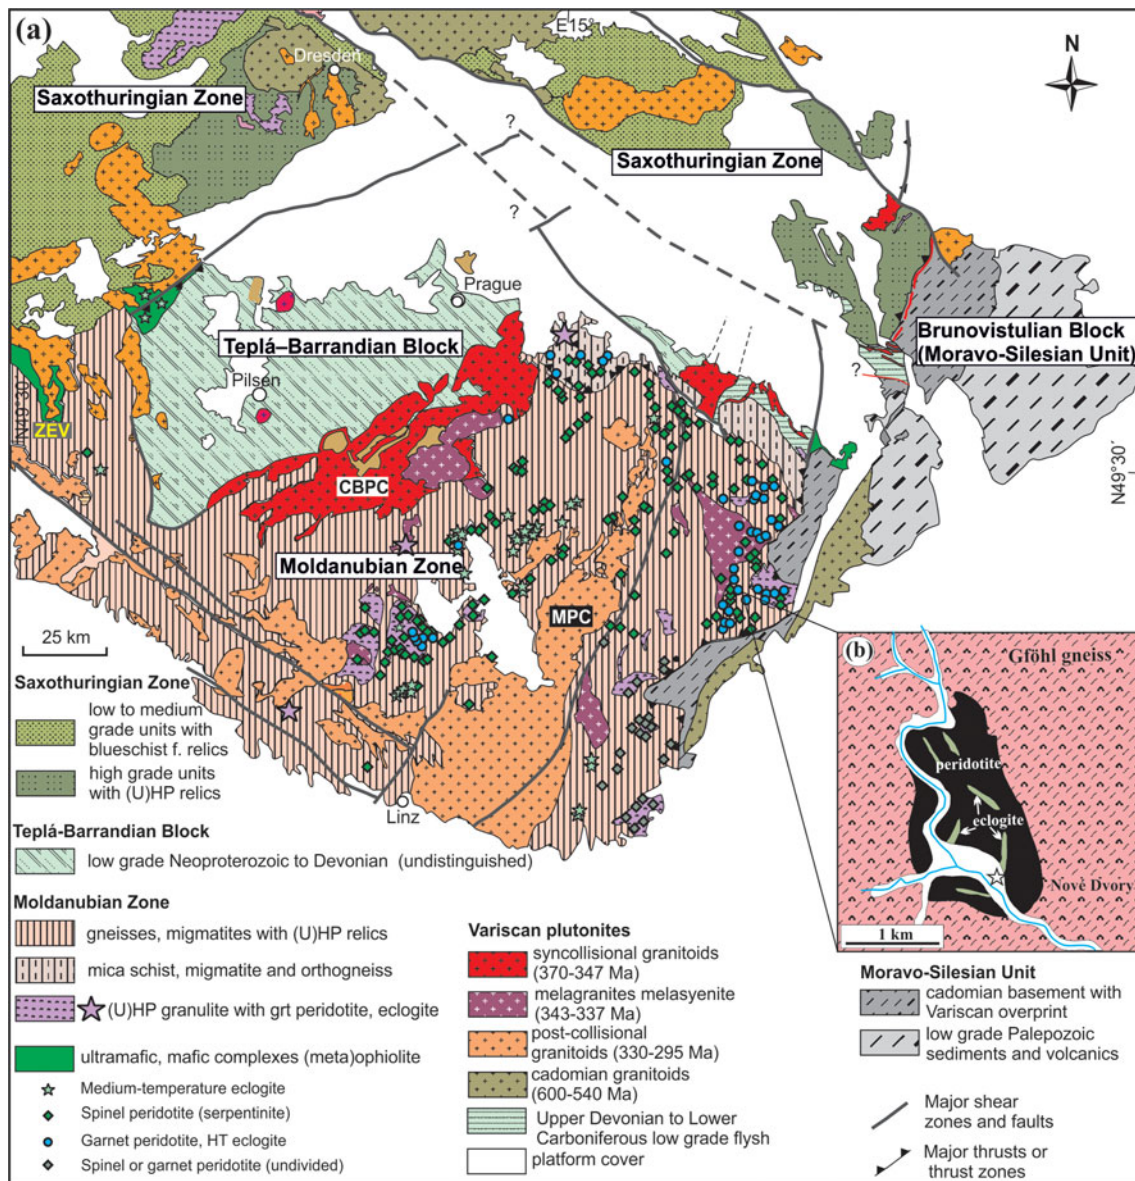 (a)
E15°
N
Dresden
Saxothuringian Zone
?
Saxothuringian Zone
?
Prague
Teplá–Barrandian Block
Brunovistulian Block
(Moravo-Silesian Unit)
?
Pilsen
N49°30'
ZEV
N49°30'
CBPC
Moldanubian Zone
MPC
25 km
Linz
(b)
Gföhl gneiss
peridotite
eclogite
Nové Dvory
1 km
Saxothuringian Zone
low to medium
grade units with
blueschist f. relics
high grade units
with (U)HP relics
Teplá-Barrandian Block
low grade Neoproterozoic to Devonian (undistinguished)
Moldanubian Zone
gneisses, migmatites with (U)HP relics
mica schist, migmatite and orthogneiss
(U)HP granulite with grt peridotite, eclogite
ultramafic, mafic complexes (meta)ophiolite
Medium-temperature eclogite
Spinel peridotite (serpentinite)
Garnet peridotite, HT eclogite
Spinel or garnet peridotite (undivided)
Variscan plutonites
syncollisional granitoids
(370-347 Ma)
melagranites melasyenite
(343-337 Ma)
post-collisional
granitoids (330-295 Ma)
cadomian granitoids
(600-540 Ma)
Upper Devonian to Lower
Carboniferous low grade flysh
platform cover
Moravo-Silesian Unit
cadomian basement with
Variscan overprint
low grade Palepozoic
sediments and volcanics
Major shear
zones and faults
Major thrusts or
thrust zones